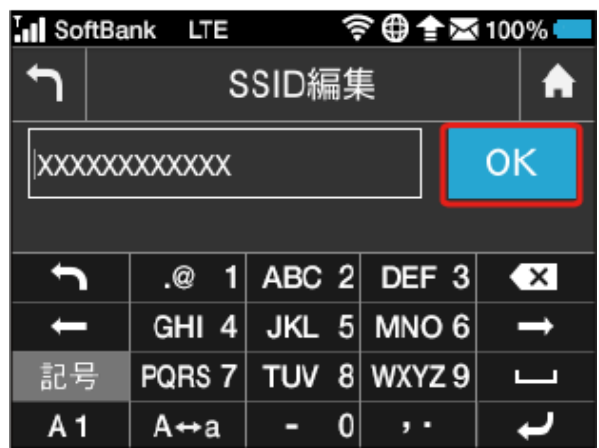 SoftBank LTE 100%
SSID編集
XXXXXXXXXXXX OK
.@ 1 ABC 2 DEF 3
GHI 4 JKL 5 MNO 6
記号 PQRS 7 TUV 8 WXYZ 9
A1 A↔a - 0 , ·